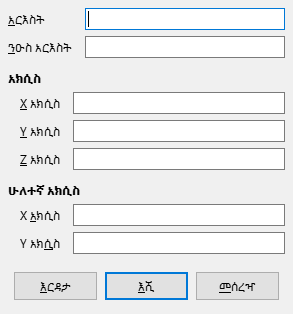 አርእስት
ንዑስ አርእስት
አክሲስ
X አክሲስ
Y አክሲስ
Z አክሲስ
ሁለተኛ አክሲስ
X አክሲስ
Y አክሲስ
እርዳታ
እሺ
መሰረዣ